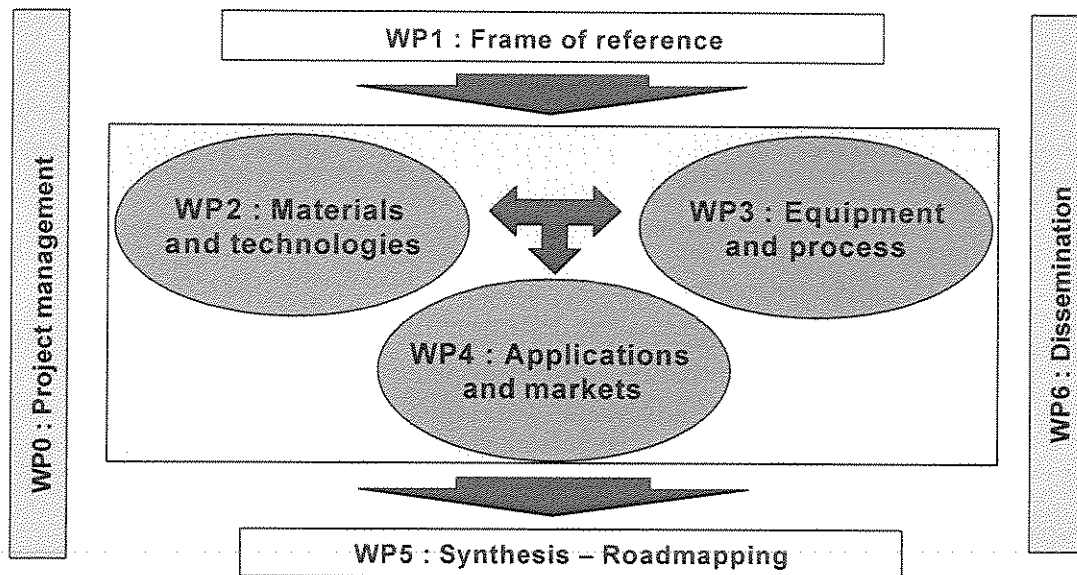 WP1 : Frame of reference
WP0 : Project management
WP2 : Materials
and technologies
WP3 : Equipment
and process
WP4 : Applications
and markets
WP6 : Dissemination
WP5 : Synthesis – Roadmapping